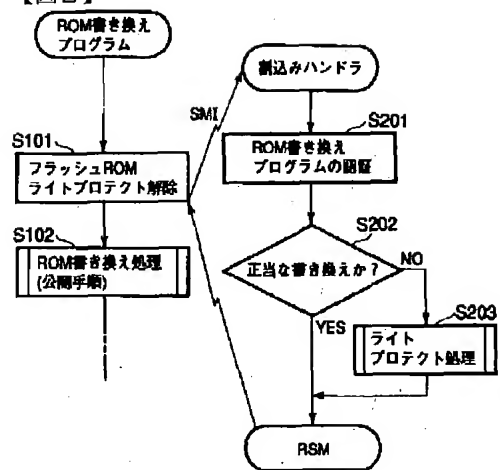 ROM書き換え
プログラム
割込みハンドラ
SMI
S101
フラッシュROM
ライトプロテクト解除
S201
ROM書き換え
プログラムの認証
S102
ROM書き換え処理
(公開手順)
S202
正当な書き換えか?
NO
YES
S203
ライト
プロテクト処理
RSM